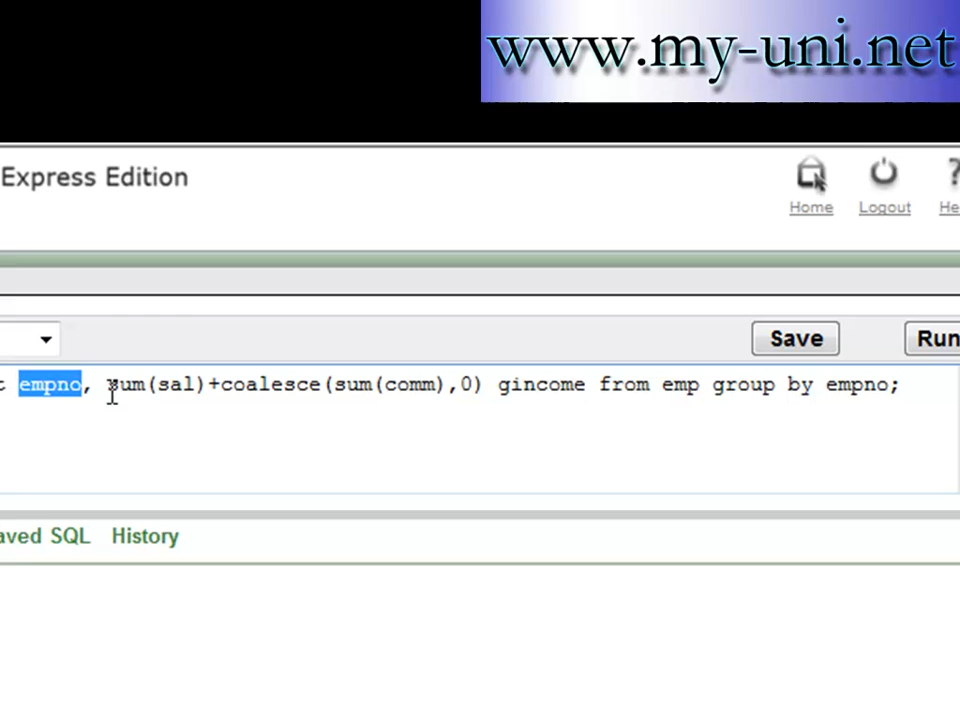 www.my-uni.net
Express Edition
Home
Logout
Save
empno, sum(sal)+coalesce(sum(comm),0) gincome from emp group by empno;
SQL
History